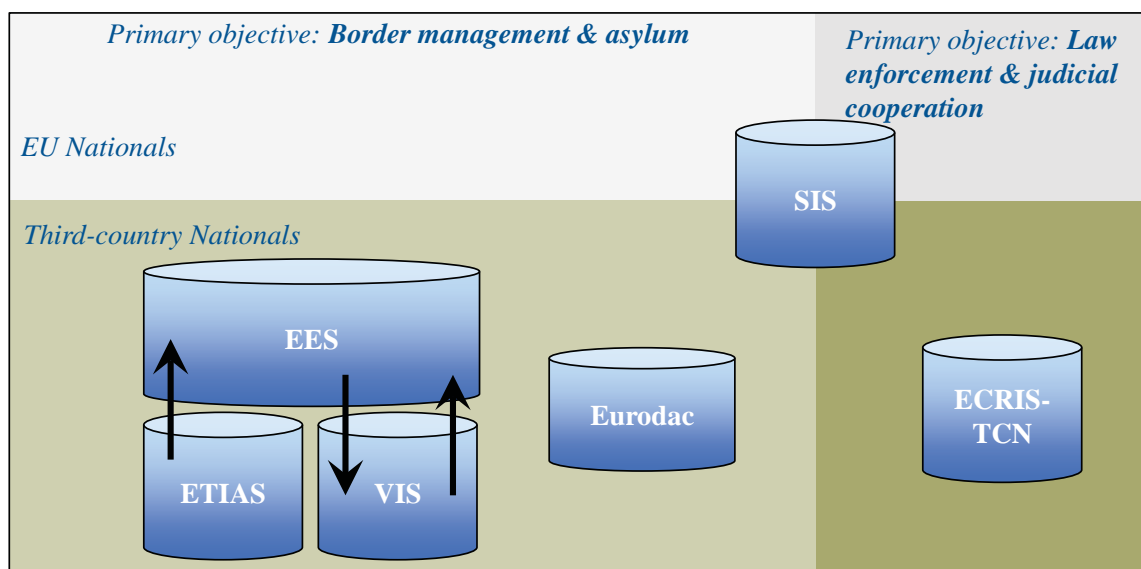 Primary objective: Border management & asylum
Primary objective: Law
enforcement & judicial
cooperation
EU Nationals
SIS
Third-country Nationals
EES
Eurodac
ECRIS-
TCN
ETIAS
VIS